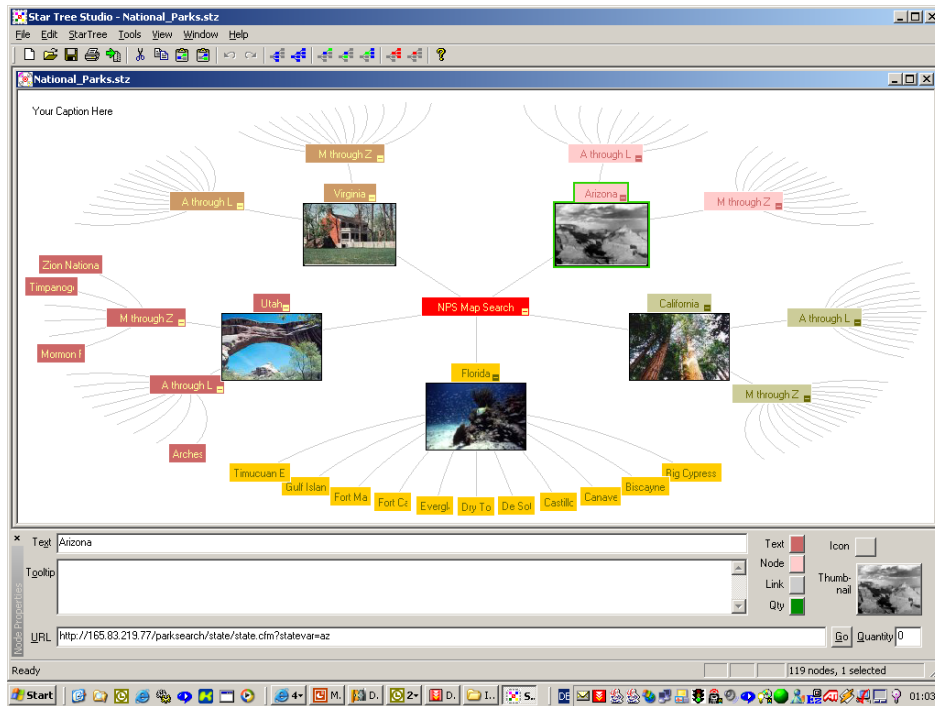 Star Tree Studio - National_Parks.stz
File Edit StarTree Tools View Window Help
National_Parks.stz
Your Caption Here
M through Z
A through L
Virginia
Arizona
A through L
M through Z
Zion Nationa
Timpanog
M through Z
Utah
NPS Map Search
California
A through L
Mormon F
A through L
Florida
M through Z
Arches
Timucuan E
Gulf Islan
Fort Ma
Fort Ca
Evergl
Dry To
De Sot
Castillo
Canave
Biscayne
Big Cypress
Node Properties
Text Arizona
Tooltip
URL http://165.83.219.77/parksearch/state/state.cfm?statevar=az
Go Quantity 0
Text
Node
Link
Qty
Icon
Thumb-
nail
Ready
119 nodes, 1 selected
Start
4
M.
D.
2
D.
I..
S..
01:03